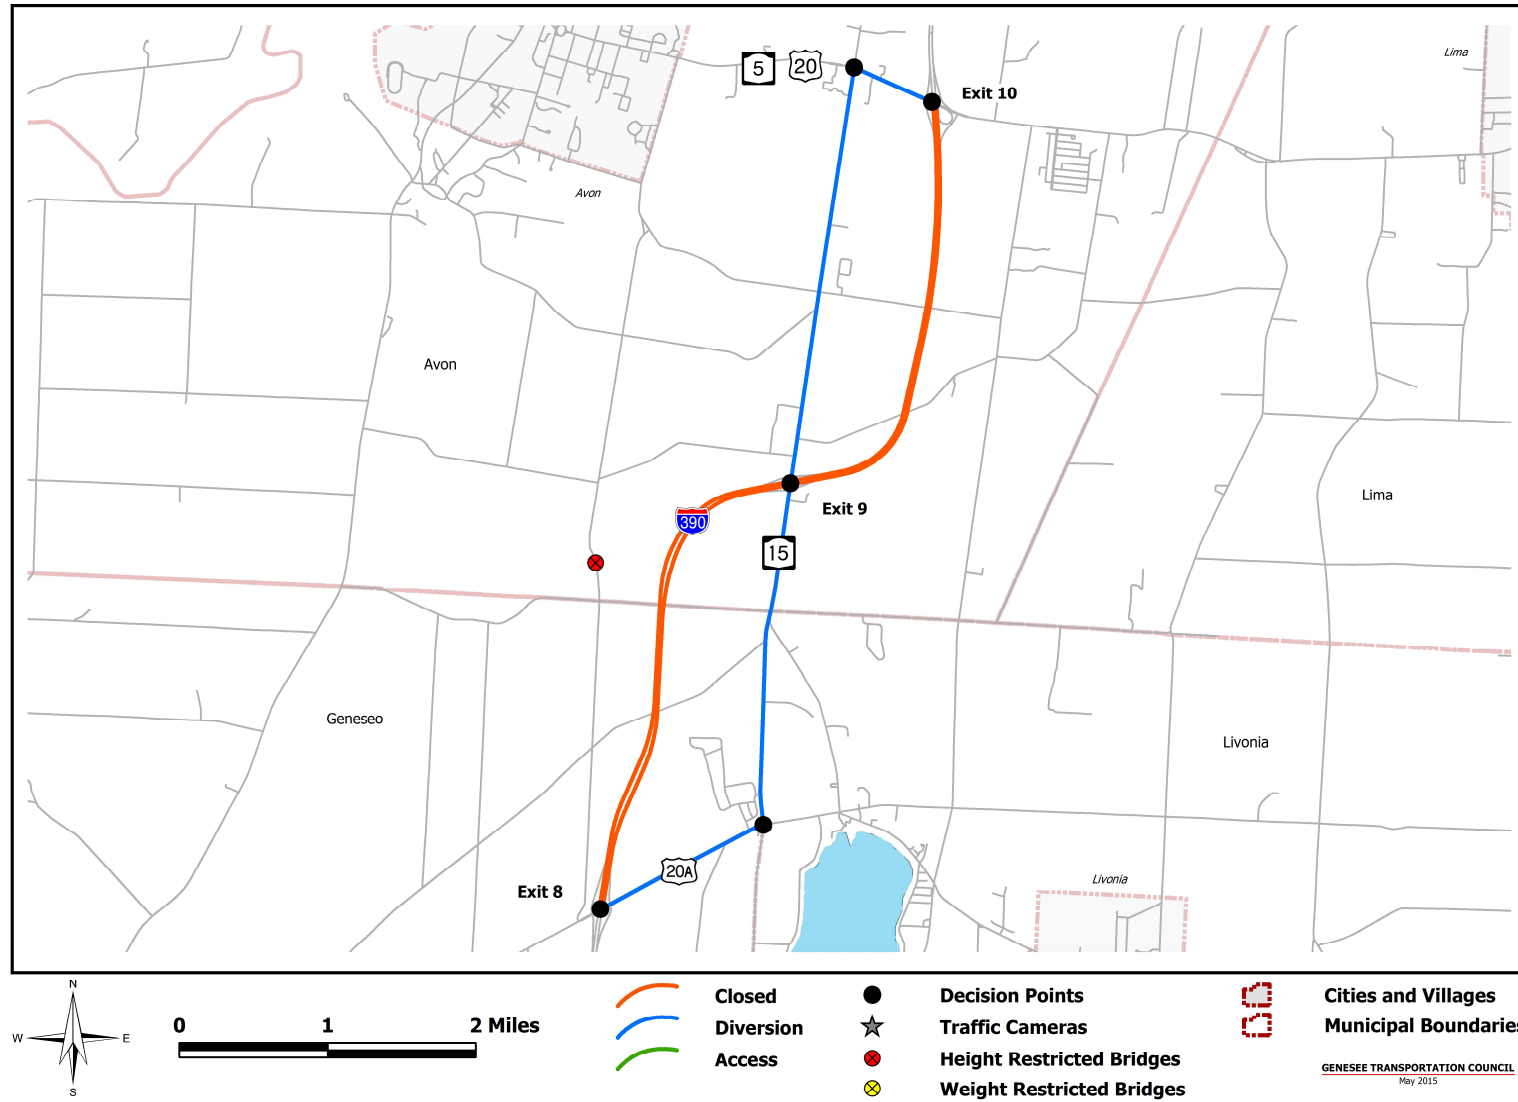 Lima
5
20
Exit 10
Avon
Avon
Lima
Exit 9
390
15
Geneseo
Livonia
20A
Exit 8
Livonia
N
W
E
S
0
1
2 Miles
Closed
Diversion
Access
Decision Points
Traffic Cameras
Height Restricted Bridges
Weight Restricted Bridges
Cities and Villages
Municipal Boundaries
GENESEE TRANSPORTATION COUNCIL
May 2015